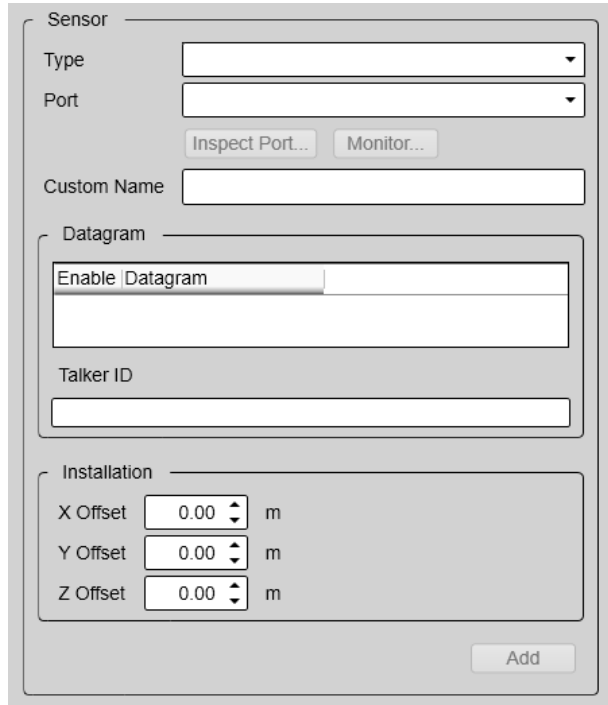 Sensor
Type
Port
Inspect Port... Monitor...
Custom Name
Datagram
Enable Datagram
Talker ID
Installation
X Offset 0.00 m
Y Offset 0.00 m
Z Offset 0.00 m
Add